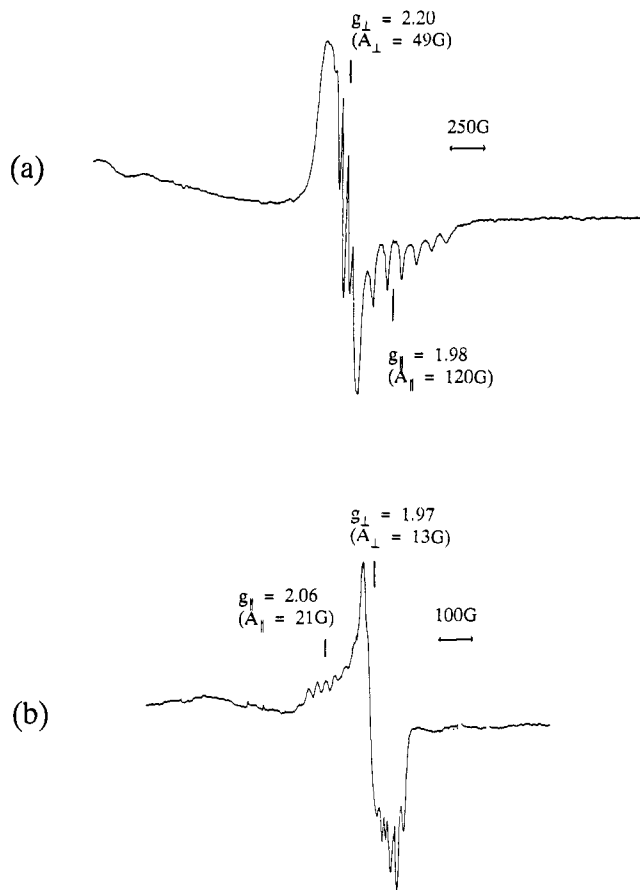 g⊥ = 2.20
(A⊥ = 49G)
250G
(a)
g∥ = 1.98
(A∥ = 120G)
g⊥ = 1.97
(A⊥ = 13G)
g∥ = 2.06
(A∥ = 21G)
100G
(b)